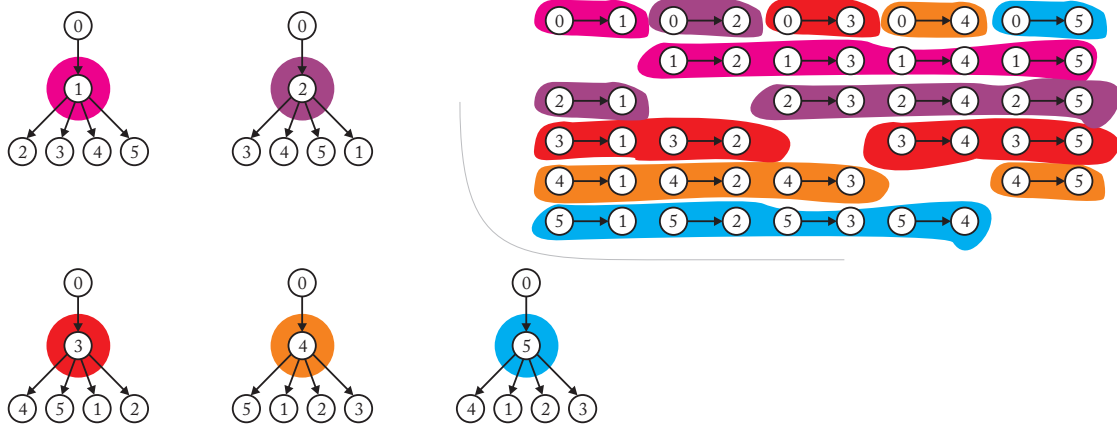 0 0 0 1 0 2 0 3 0 4 0 5
1 2 1 2 1 3 1 4 1 5
2 1 2 3 2 4 2 5
2 3 4 5 3 4 5 1 3 1 3 2 3 4 3 5
4 1 4 2 4 3 4 5
5 1 5 2 5 3 5 4
0 0 0
3 4 5
4 5 1 2 5 1 2 3 4 1 2 3